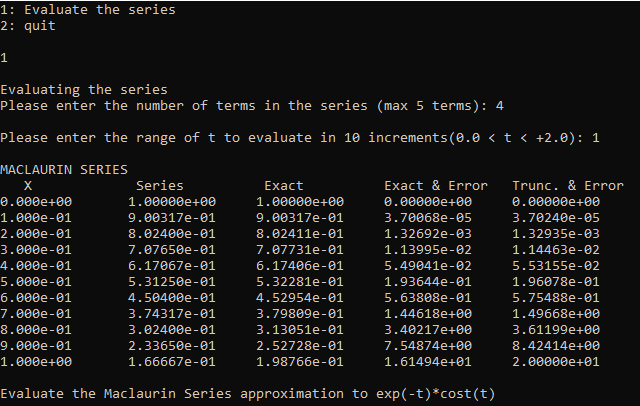 1: Evaluate the series
2: quit
1
Evaluating the series
Please enter the number of terms in the series (max 5 terms): 4
Please enter the range of t to evaluate in 10 increments(0.0 < t < +2.0): 1
MACLAURIN SERIES
X Series Exact Exact & Error Trunc. & Error
0.000e+00 1.00000e+00 1.00000e+00 0.00000e+00 0.00000e+00
1.000e-01 9.00317e-01 9.00317e-01 3.70068e-05 3.70240e-05
2.000e-01 8.02400e-01 8.02411e-01 1.32692e-03 1.32935e-03
3.000e-01 7.07650e-01 7.07731e-01 1.13995e-02 1.14463e-02
4.000e-01 6.17067e-01 6.17406e-01 5.49041e-02 5.53155e-02
5.000e-01 5.31250e-01 5.32281e-01 1.93644e-01 1.96078e-01
6.000e-01 4.50400e-01 4.52954e-01 5.63808e-01 5.75488e-01
7.000e-01 3.74317e-01 3.79809e-01 1.44618e+00 1.49668e+00
8.000e-01 3.02400e-01 3.13051e-01 3.40217e+00 3.61199e+00
9.000e-01 2.33650e-01 2.52728e-01 7.54874e+00 8.42414e+00
1.000e+00 1.66667e-01 1.98766e-01 1.61494e+01 2.00000e+01
Evaluate the Maclaurin Series approximation to exp(-t)*cost(t)